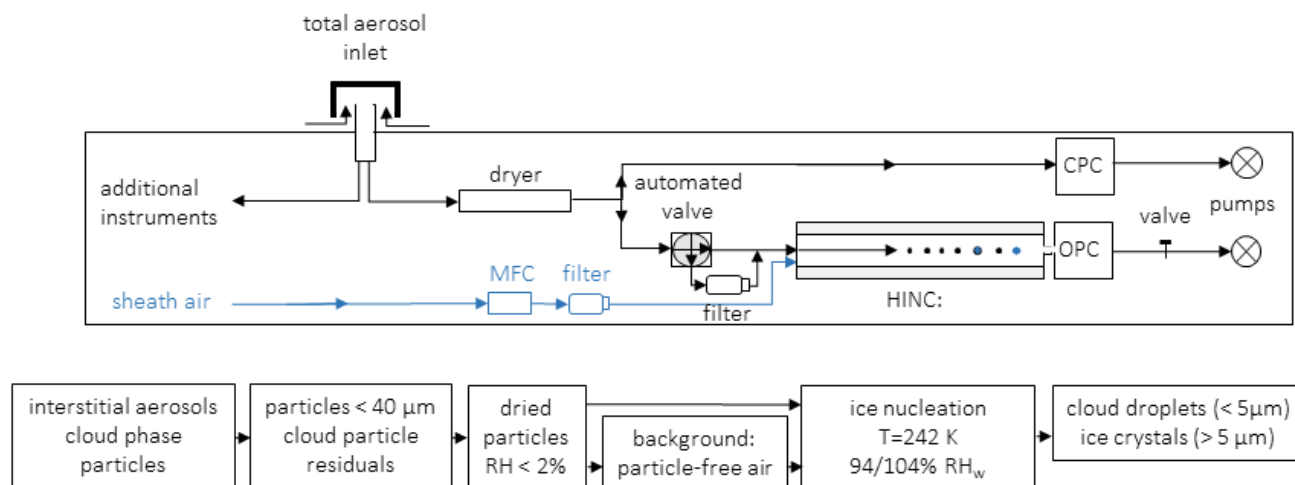 total aerosol
inlet
additional
instruments
dryer
automated
valve
CPC
pumps
valve
OPC
MFC
filter
sheath air
filter
HINC:
interstitial aerosols
cloud phase
particles
particles < 40 µm
cloud particle
residuals
dried
particles
RH < 2%
background:
particle-free air
ice nucleation
T=242 K
94/104% RHw
cloud droplets (< 5µm)
ice crystals (> 5 µm)